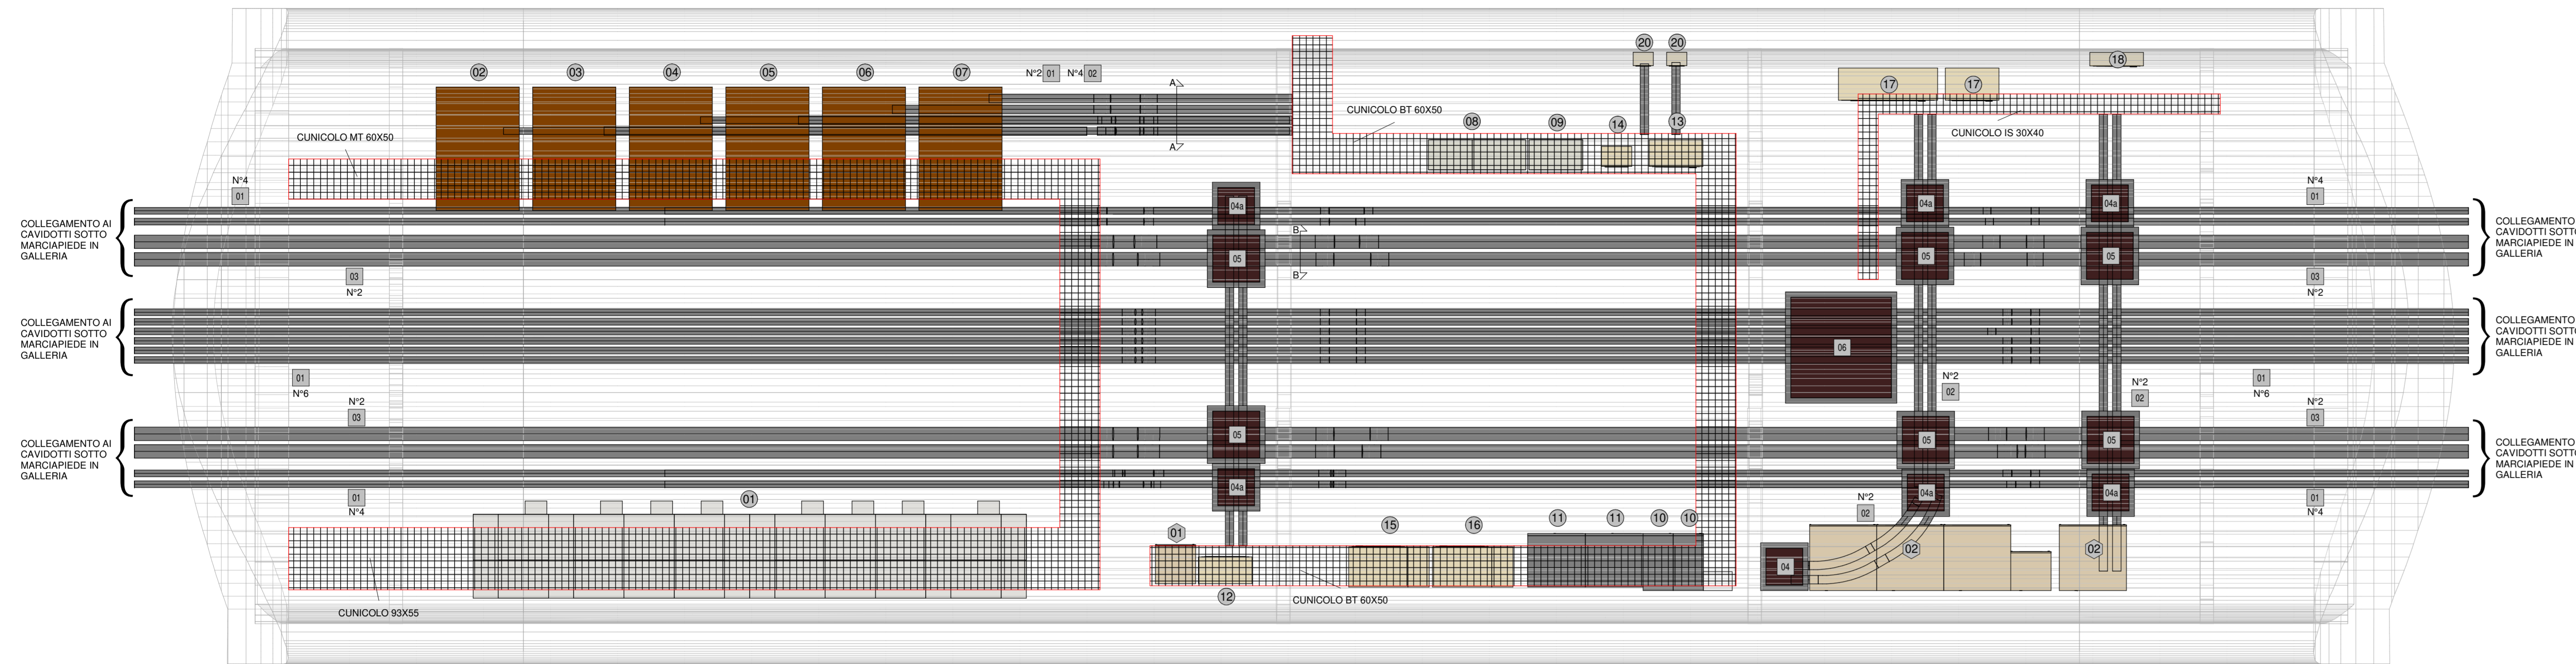 20
20
18
02
03
04
05
06
07
N°2 01
N°4 02
A
17
17
CUNICOLO BT 60X50
08
09
14
13
CUNICOLO MT 60X50
CUNICOLO IS 30X40
A
N°4
01
N°4
01
04a
04a
04a
COLLEGAMENTO AI
CAVIDOTTI SOTTO
MARCIAPIEDE IN
GALLERIA
B
COLLEGAMENTO
MARCIAPIEDE IN
GALLERIA
05
05
05
03
N°2
B
03
N°2
COLLEGAMENTO AI
CAVIDOTTI SOTTO
MARCIAPIEDE IN
GALLERIA
COLLEGAMENTO
MARCIAPIEDE IN
GALLERIA
06
01
N°6
N°2
02
N°2
02
01
N°6
N°2
03
N°2
03
COLLEGAMENTO AI
CAVIDOTTI SOTTO
MARCIAPIEDE IN
GALLERIA
COLLEGAMENTO
MARCIAPIEDE IN
GALLERIA
05
05
05
04a
04a
04a
01
N°4
01
N°4
01
N°2
02
01
15
16
11
11
10
10
02
02
04
12
CUNICOLO BT 60X50
CUNICOLO 93X55